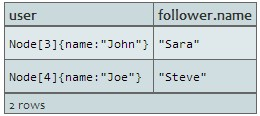 user follower.name
Node[3]{name:"John"} "Sara"
Node[4]{name:"Joe"} "Steve"
2 rows